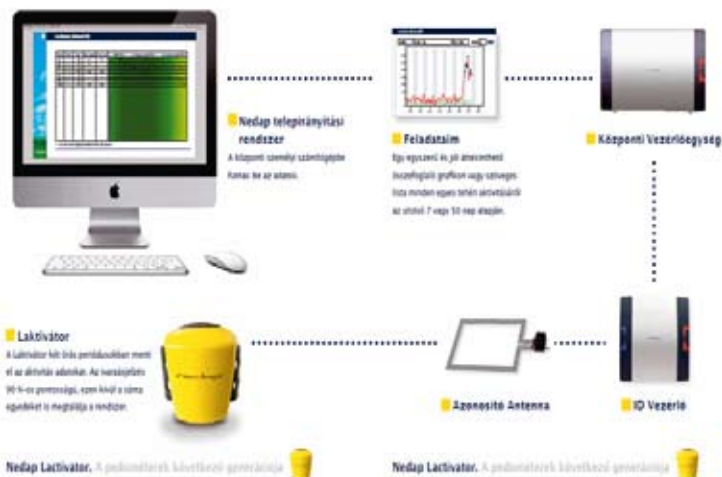 Nedap telepirányítási
rendszer
A központi személyi számítógépbe
futnak be az adatok.
Feladataim
Egy egyszerű és jól áttekinthető
összefoglaló grafikon vagy szöveges
lista minden egyes tehén aktivitásáról
az utolsó 7 vagy 50 nap alapján.
Központi Vezérlőegység
Laktivátor
A Laktivátor két órás periódusokban menti
el az aktivitás adatokat. Az ivarzásjelzés
90 %-os pontosságú, ezen kívül a sánta
egyedeket is megtalálja a rendszer.
Azonosító Antenna
ID Vezérlő
Nedap Lactivator. A pedométerek következő generációja
Nedap Lactivator. A pedométerek következő generációja